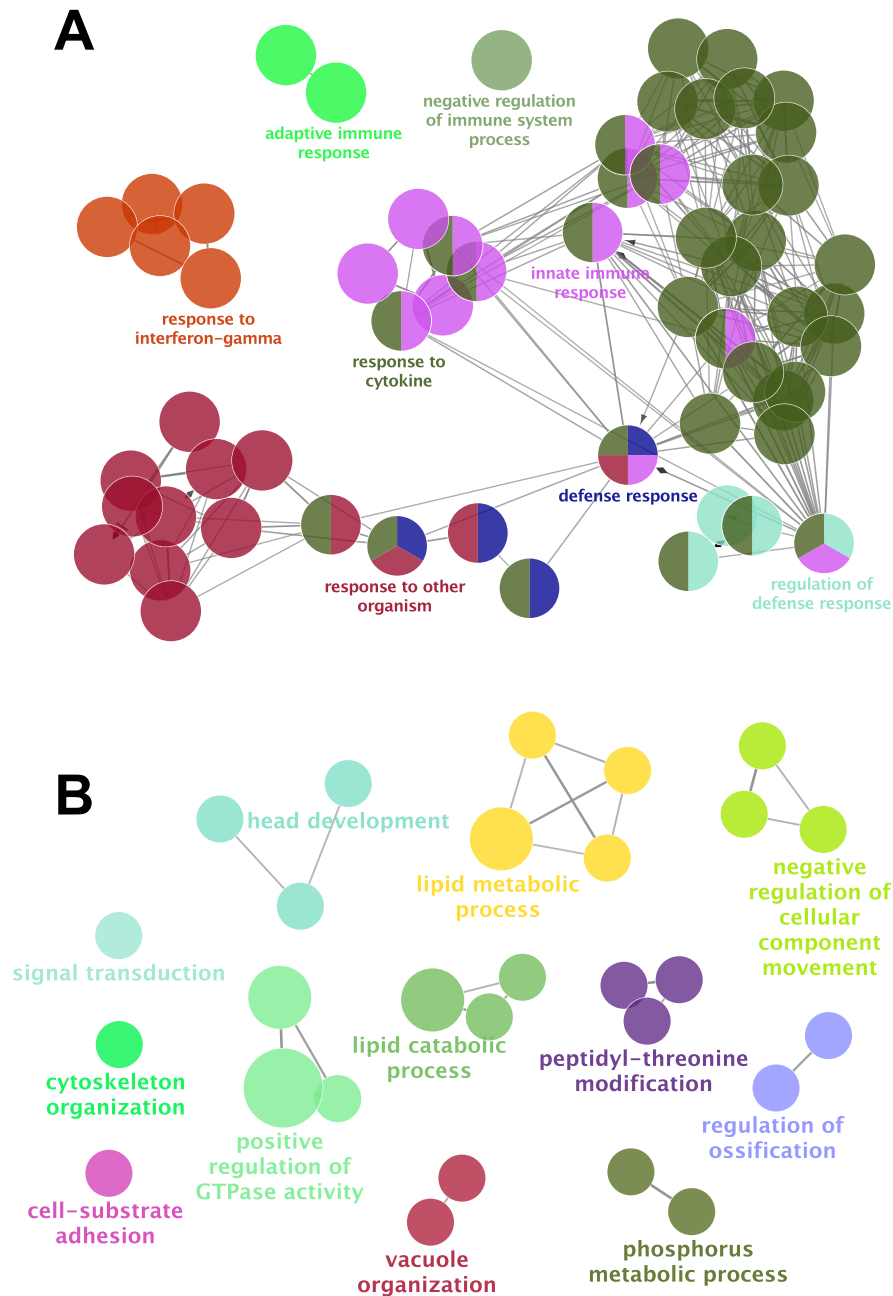 A
adaptive immune
response
negative regulation
of immune system
process
response to
interferon-gamma
innate immune
response
response to
cytokine
defense response
response to other
organism
regulation of
defense response
B
head development
lipid metabolic
process
negative
regulation of
cellular
component
movement
signal transduction
cytoskeleton
organization
lipid catabolic
process
peptidyl-threonine
modification
regulation of
ossification
positive
regulation of
GTPase activity
cell-substrate
adhesion
vacuole
organization
phosphorus
metabolic process